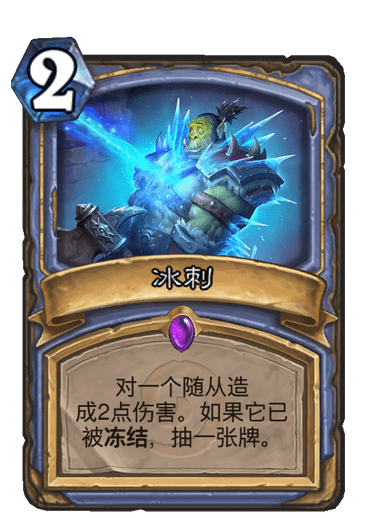 2
冰刺
对一个随从造
成2点伤害。如果它已
被冻结，抽一张牌。